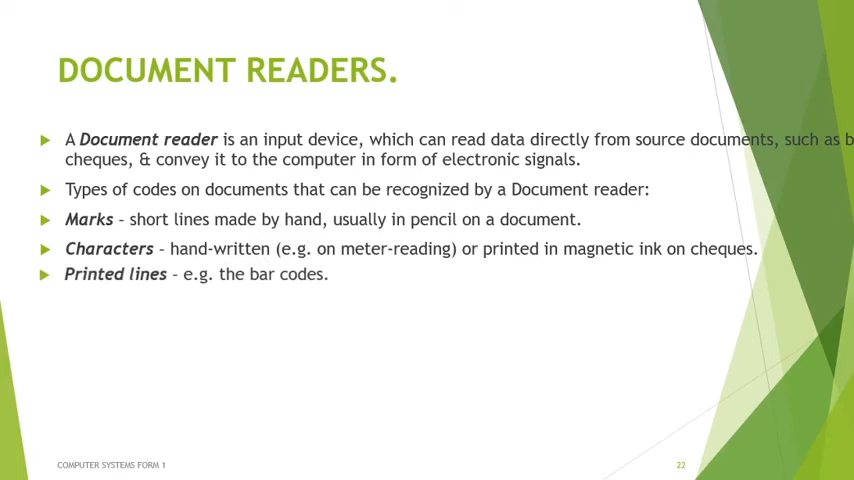 DOCUMENT READERS.
A Document reader is an input device, which can read data directly from source documents, such as
cheques, & convey it to the computer in form of electronic signals.
Types of codes on documents that can be recognized by a Document reader:
Marks – short lines made by hand, usually in pencil on a document.
Characters – hand-written (e.g. on meter-reading) or printed in magnetic ink on cheques.
Printed lines – e.g. the bar codes.
COMPUTER SYSTEMS FORM 1
22